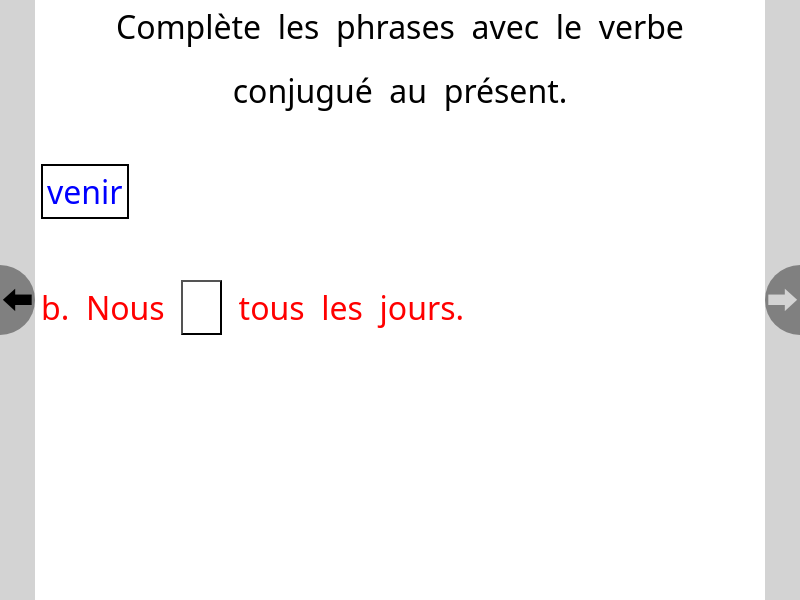 Complète les phrases avec le verbe
conjugué au présent.
venir
b. Nous tous les jours.